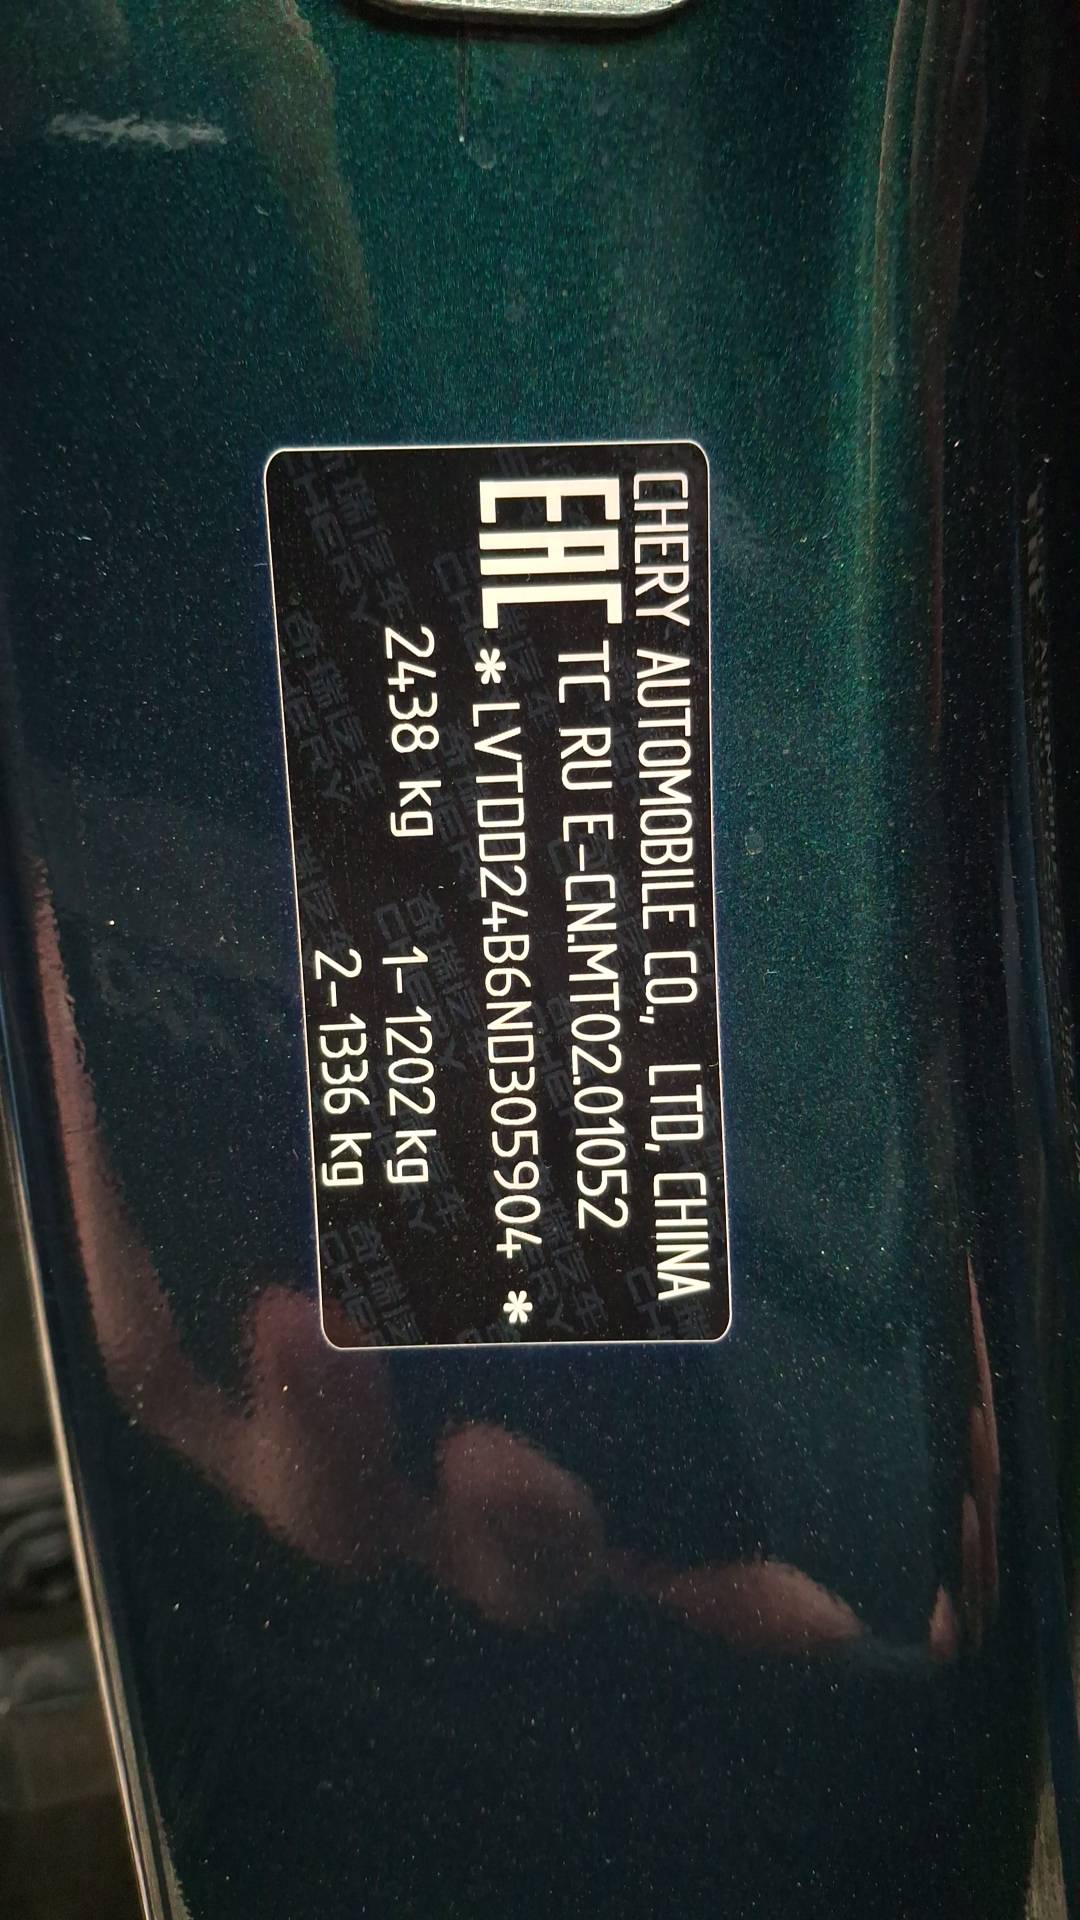 CHERY AUTOMOBILE CO., LTD, CHINA
EAC TC RU E-CN.MT02.01052
*LVTDD24B6ND305904 *
2438 kg 1-1202 kg
2-1336 kg